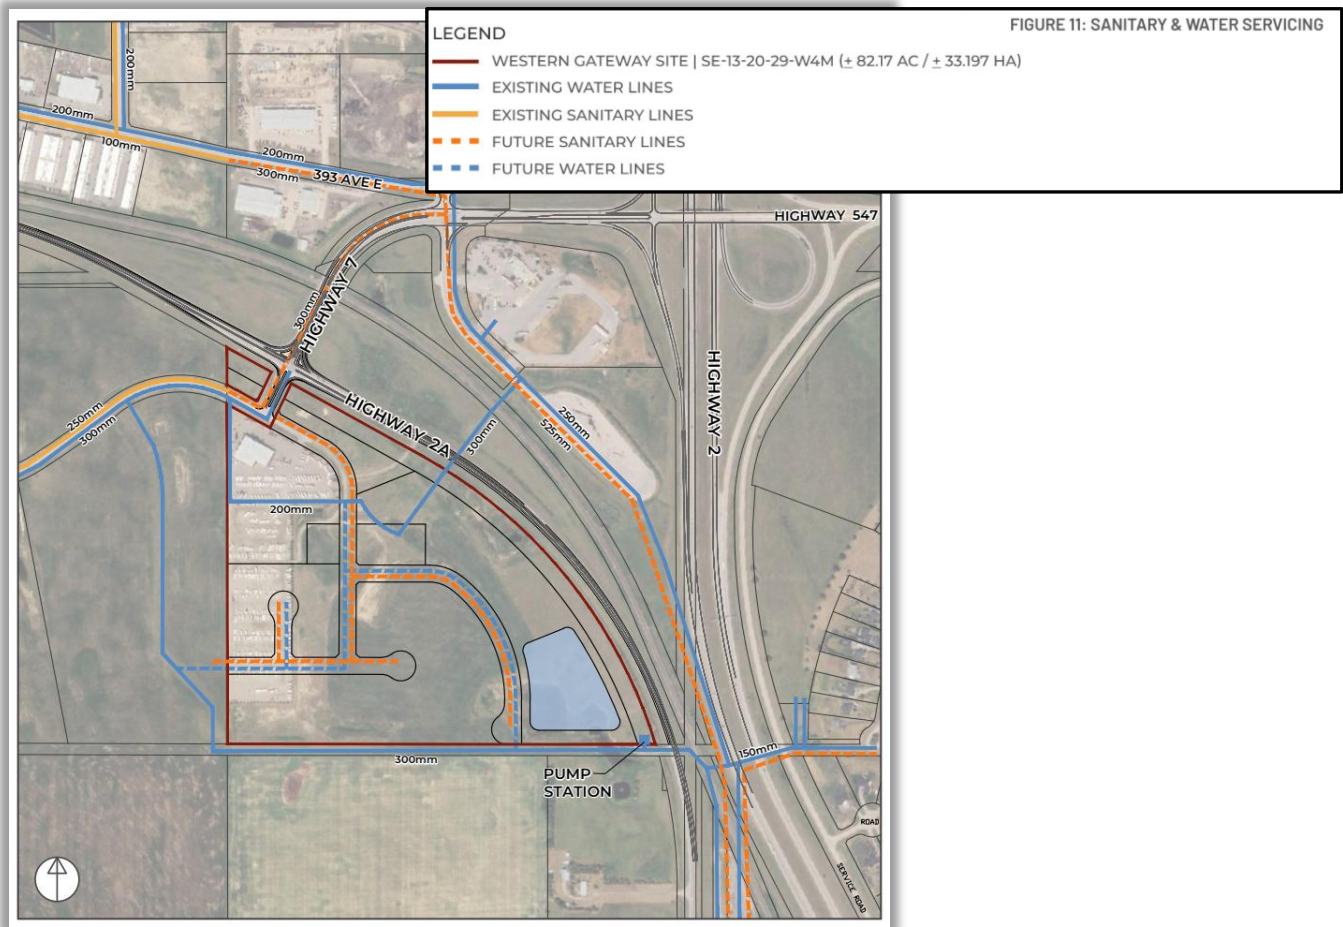 FIGURE 11: SANITARY & WATER SERVICING
LEGEND
WESTERN GATEWAY SITE | SE-13-20-29-W4M (± 82.17 AC / ± 33.197 HA)
EXISTING WATER LINES
EXISTING SANITARY LINES
FUTURE SANITARY LINES
FUTURE WATER LINES
200mm
200mm
100mm
200mm
300mm
393 AVE E
HIGHWAY 547
300mm
HIGHWAY 7
HIGHWAY 2
HIGHWAY 2A
300mm
250mm
525mm
250mm
300mm
200mm
300mm
150mm
PUMP
STATION
ROAD
SERVICE ROAD